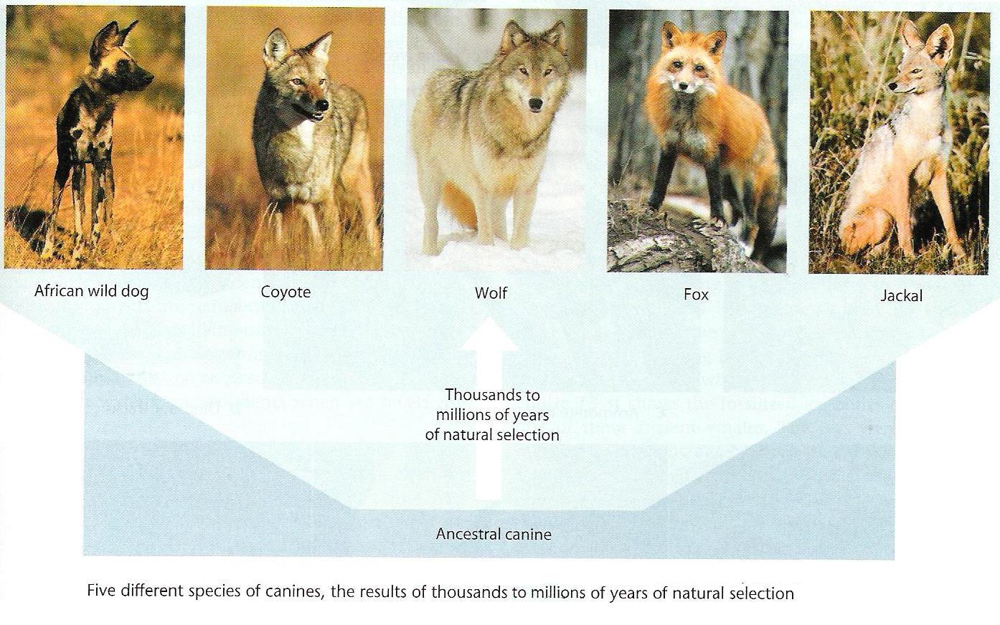 African wild dog
Coyote
Wolf
Fox
Jackal
Thousands to
millions of years
of natural selection
Ancestral canine
Five different species of canines, the results of thousands to millions of years of natural selection